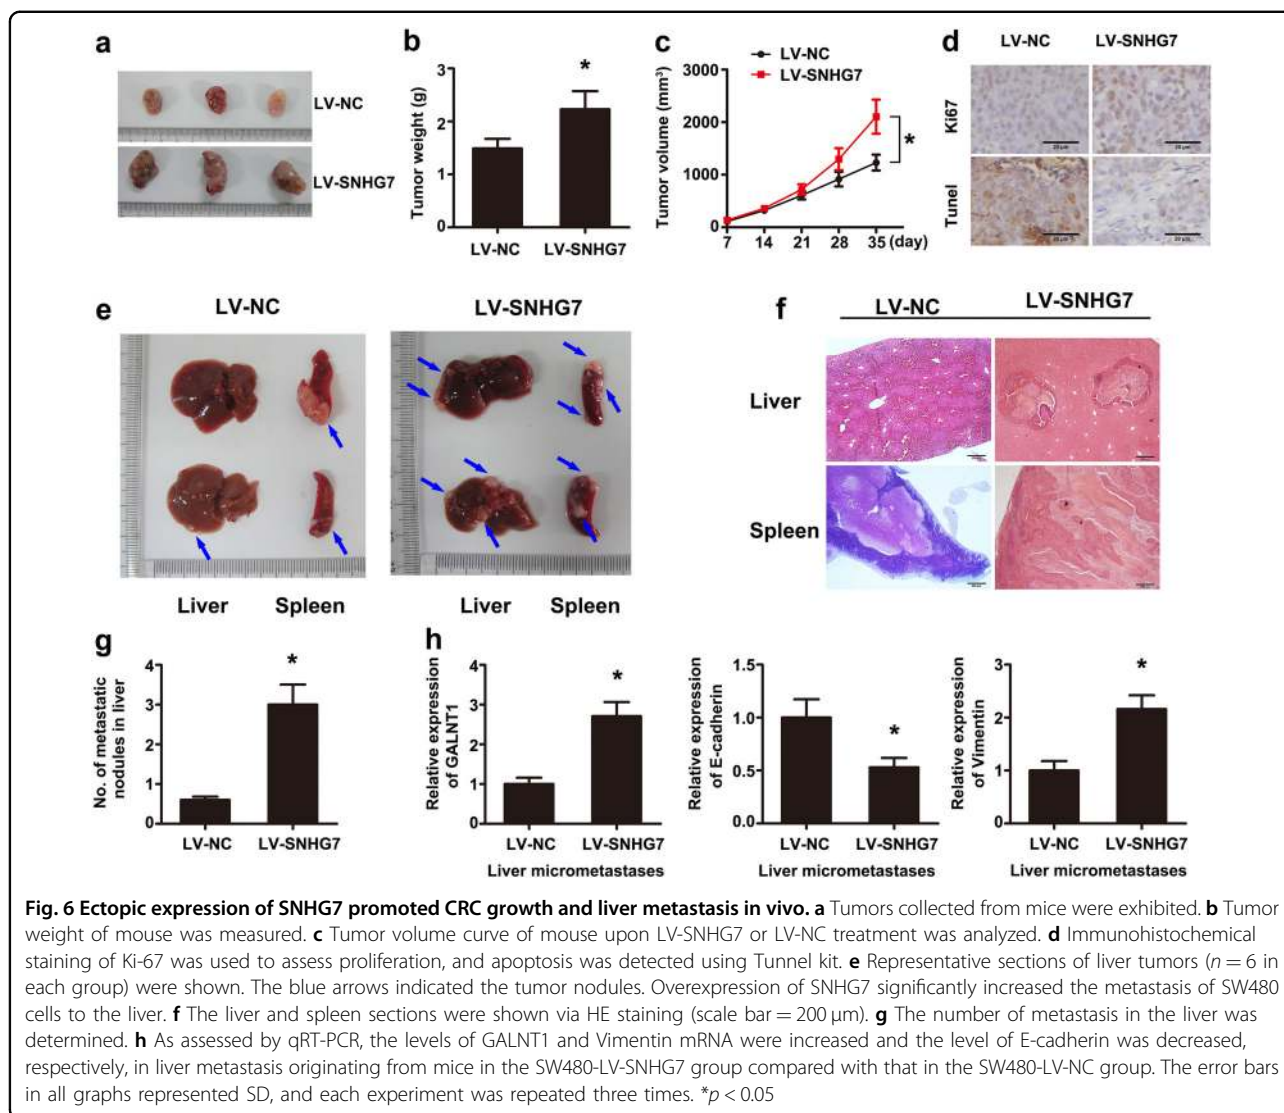 a
LV-NC
LV-SNHG7
b
Tumor weight (g)
3
2
1
0
*
LV-NC
LV-SNHG7
c
LV-NC
LV-SNHG7
Tumor volume (mm³)
3000
2000
1000
0
*
7 14 21 28 35 (day)
d
LV-NC LV-SNHG7
Ki67
20 μm
20 μm
Tunel
20 μm
20 μm
e
LV-NC
LV-SNHG7
Liver Spleen
Liver Spleen
f
LV-NC LV-SNHG7
Liver
Spleen
g
No. of metastatic
nodules in liver
4
3
2
1
0
*
LV-NC LV-SNHG7
h
Relative expression
of GALNT1
4
3
2
1
0
*
LV-NC LV-SNHG7
Liver micrometastases
Relative expression
of E-cadherin
1.5
1.0
0.5
0.0
*
LV-NC LV-SNHG7
Liver micrometastases
Relative expression
of Vimentin
3
2
1
0
*
LV-NC LV-SNHG7
Liver micrometastases
Fig. 6 Ectopic expression of SNHG7 promoted CRC growth and liver metastasis in vivo. a Tumors collected from mice were exhibited. b Tumor
weight of mouse was measured. c Tumor volume curve of mouse upon LV-SNHG7 or LV-NC treatment was analyzed. d Immunohistochemical
staining of Ki-67 was used to assess proliferation, and apoptosis was detected using Tunnel kit. e Representative sections of liver tumors (n = 6 in
each group) were shown. The blue arrows indicated the tumor nodules. Overexpression of SNHG7 significantly increased the metastasis of SW480
cells to the liver. f The liver and spleen sections were shown via HE staining (scale bar = 200 μm). g The number of metastasis in the liver was
determined. h As assessed by qRT-PCR, the levels of GALNT1 and Vimentin mRNA were increased and the level of E-cadherin was decreased,
respectively, in liver metastasis originating from mice in the SW480-LV-SNHG7 group compared with that in the SW480-LV-NC group. The error bars
in all graphs represented SD, and each experiment was repeated three times. *p < 0.05